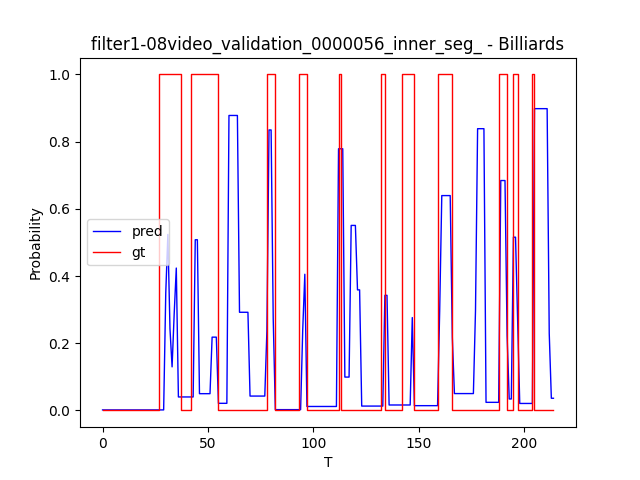 filter1-08video_validation_0000056_inner_seg_ - Billiards
1.0
0.8
0.6
0.4
0.2
0.0
Probability
pred
gt
0
50
100
150
200
T